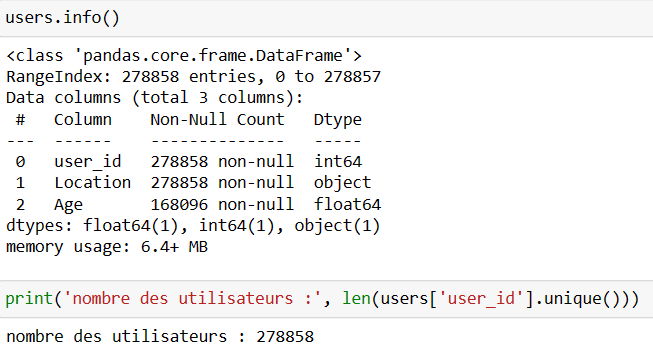 users.info()
<class 'pandas.core.frame.DataFrame'>
RangeIndex: 278858 entries, 0 to 278857
Data columns (total 3 columns):
 #   Column    Non-Null Count   Dtype
---  ------    --------------   -----
 0   user_id   278858 non-null  int64
 1   Location  278858 non-null  object
 2   Age       168096 non-null  float64
dtypes: float64(1), int64(1), object(1)
memory usage: 6.4+ MB
print('nombre des utilisateurs :', len(users['user_id'].unique()))
nombre des utilisateurs : 278858